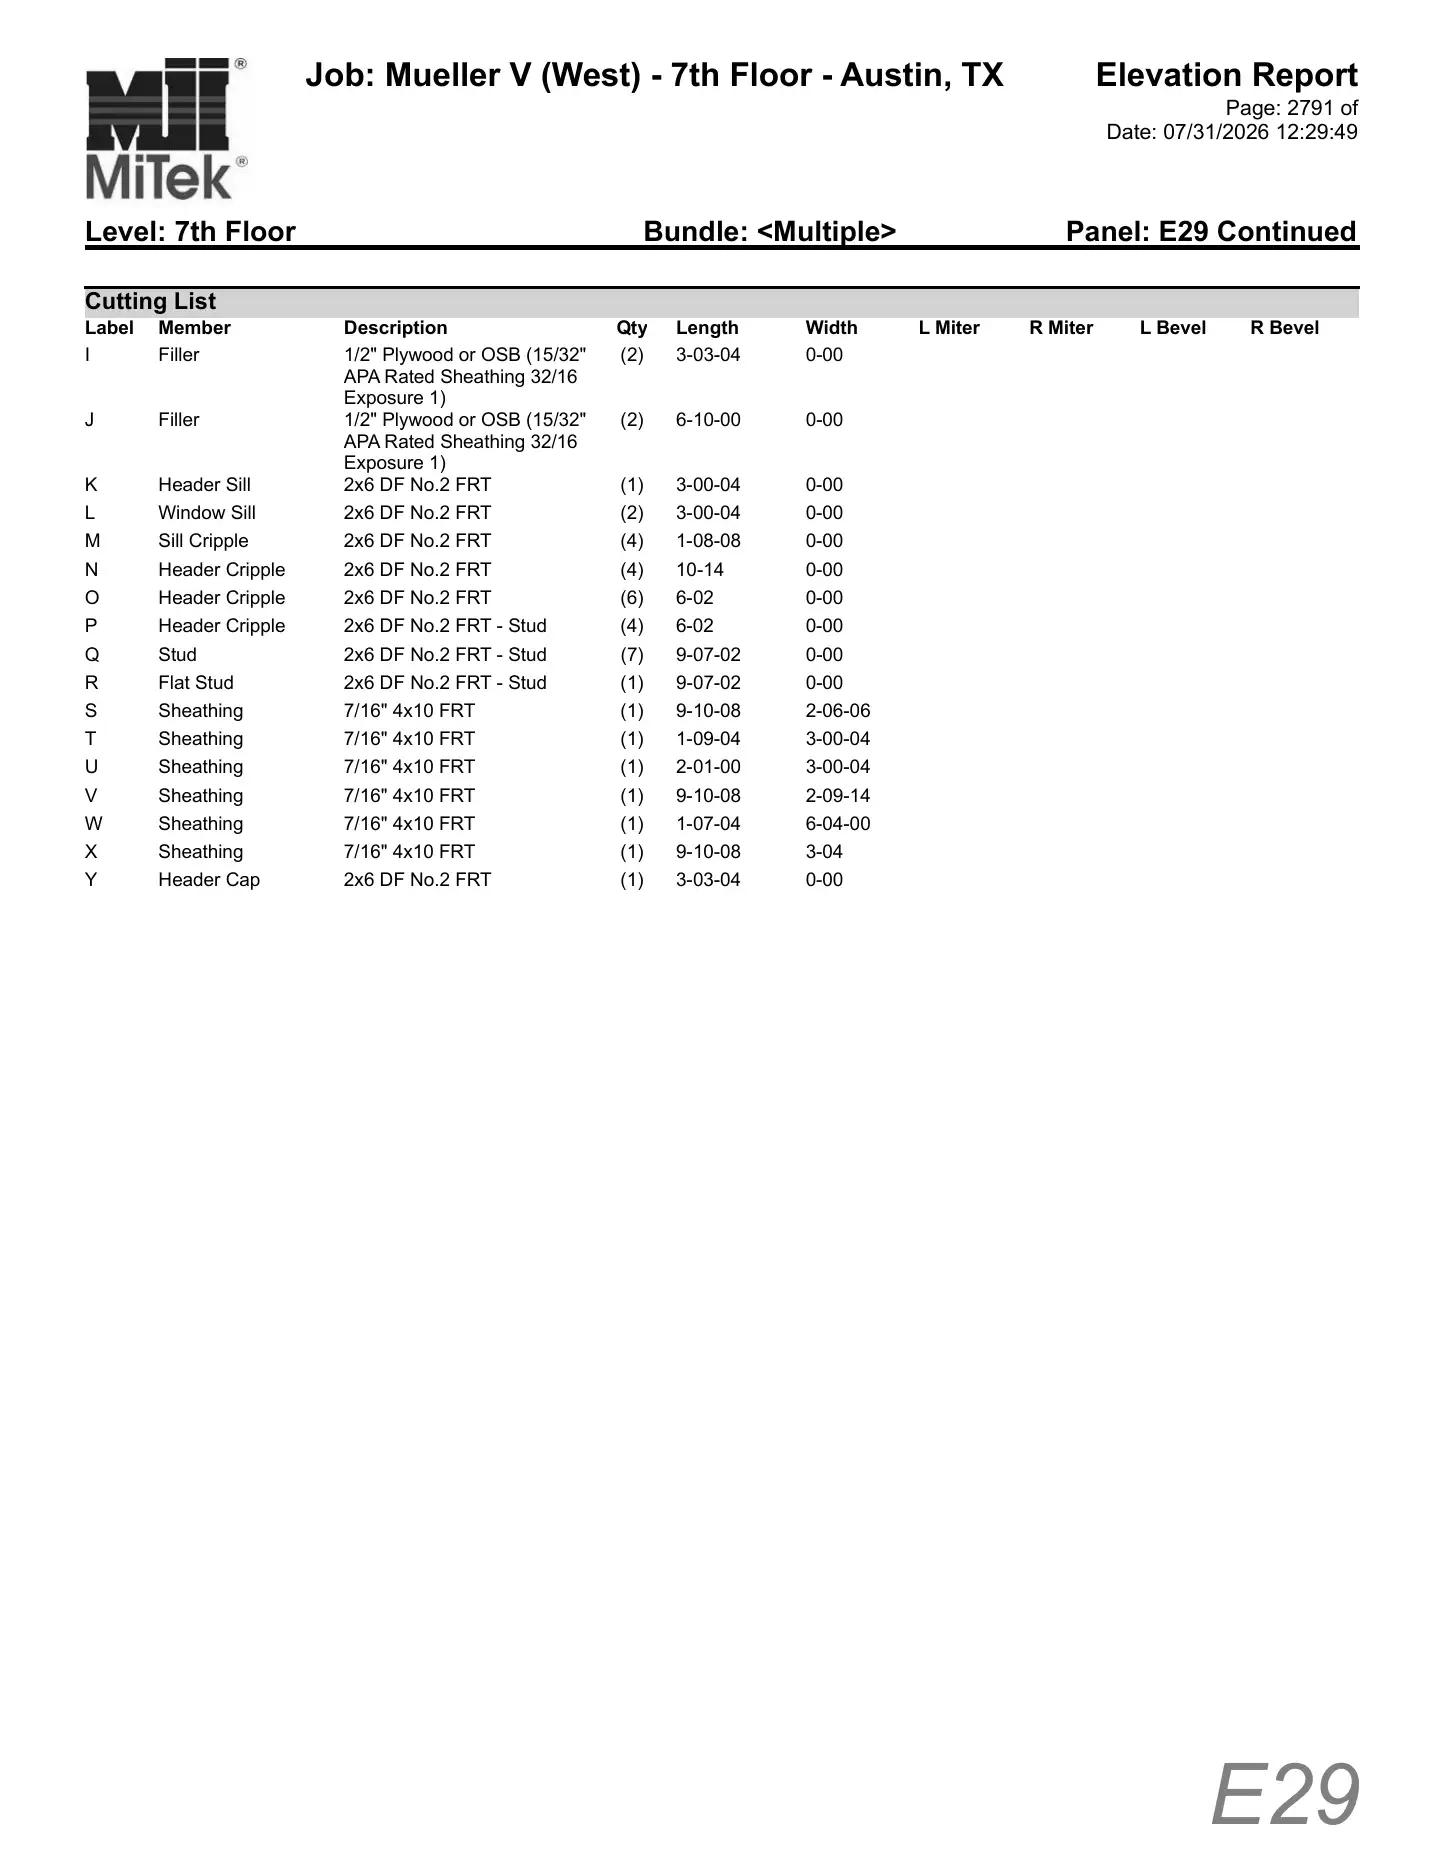 Job: Mueller V (West) - 7th Floor - Austin, TX
Elevation Report
Page: 2791 of
Date: 07/31/2026 12:29:49
MiTek®
Level: 7th Floor Bundle: <Multiple> Panel: E29 Continued
Cutting List
Label Member Description Qty Length Width L Miter R Miter L Bevel R Bevel
I Filler 1/2" Plywood or OSB (15/32" (2) 3-03-04 0-00
APA Rated Sheathing 32/16
Exposure 1)
J Filler 1/2" Plywood or OSB (15/32" (2) 6-10-00 0-00
APA Rated Sheathing 32/16
Exposure 1)
K Header Sill 2x6 DF No.2 FRT (1) 3-00-04 0-00
L Window Sill 2x6 DF No.2 FRT (2) 3-00-04 0-00
M Sill Cripple 2x6 DF No.2 FRT (4) 1-08-08 0-00
N Header Cripple 2x6 DF No.2 FRT (4) 10-14 0-00
O Header Cripple 2x6 DF No.2 FRT (6) 6-02 0-00
P Header Cripple 2x6 DF No.2 FRT - Stud (4) 6-02 0-00
Q Stud 2x6 DF No.2 FRT - Stud (7) 9-07-02 0-00
R Flat Stud 2x6 DF No.2 FRT - Stud (1) 9-07-02 0-00
S Sheathing 7/16" 4x10 FRT (1) 9-10-08 2-06-06
T Sheathing 7/16" 4x10 FRT (1) 1-09-04 3-00-04
U Sheathing 7/16" 4x10 FRT (1) 2-01-00 3-00-04
V Sheathing 7/16" 4x10 FRT (1) 9-10-08 2-09-14
W Sheathing 7/16" 4x10 FRT (1) 1-07-04 6-04-00
X Sheathing 7/16" 4x10 FRT (1) 9-10-08 3-04
Y Header Cap 2x6 DF No.2 FRT (1) 3-03-04 0-00
E29